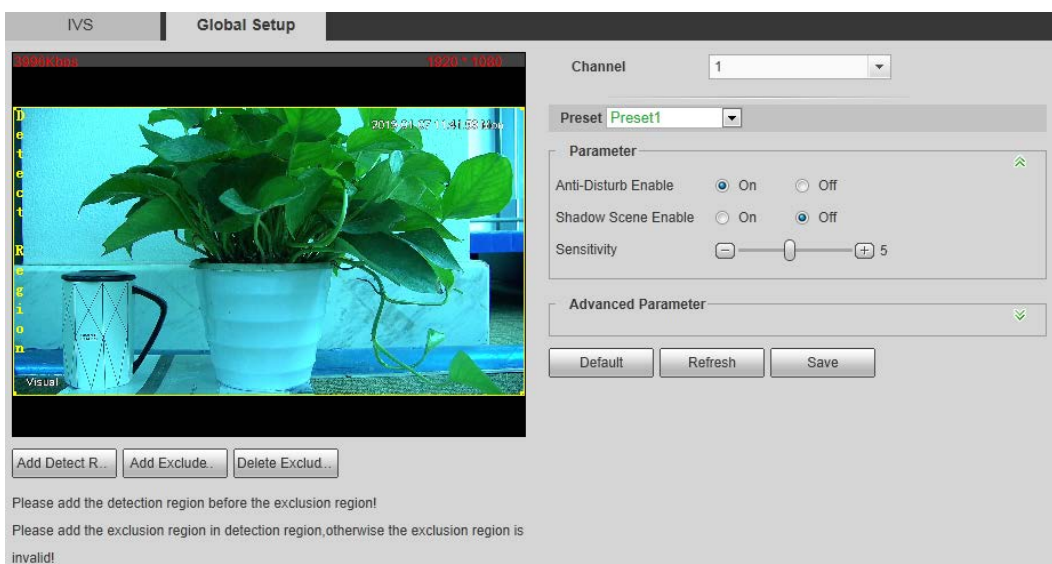 IVS Global Setup
3996Kbps 1920 * 1080
Detect Region
Visual
Channel 1
Preset Preset1
Parameter
Anti-Disturb Enable On Off
Shadow Scene Enable On Off
Sensitivity 5
Advanced Parameter
Default Refresh Save
Add Detect R.. Add Exclude.. Delete Exclud...
Please add the detection region before the exclusion region!
Please add the exclusion region in detection region,otherwise the exclusion region is
invalid!